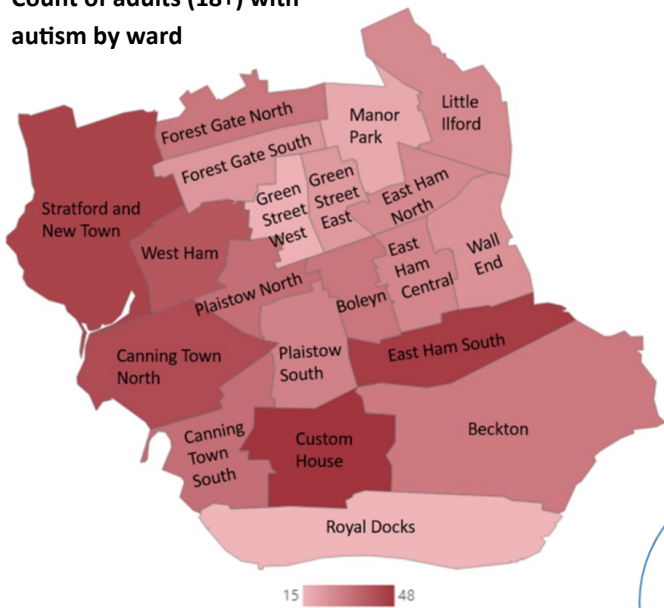 Count of adults (18+) with
autism by ward
Forest Gate North
Manor
Park
Little
Ilford
Forest Gate South
Green
Street
West
Green
Street
East
East Ham
North
Stratford and
New Town
West Ham
East
Ham
Central
Wall
End
Plaistow North
Boleyn
Canning Town
North
Plaistow
South
East Ham South
Canning
Town
South
Custom
House
Beckton
Royal Docks
15
48